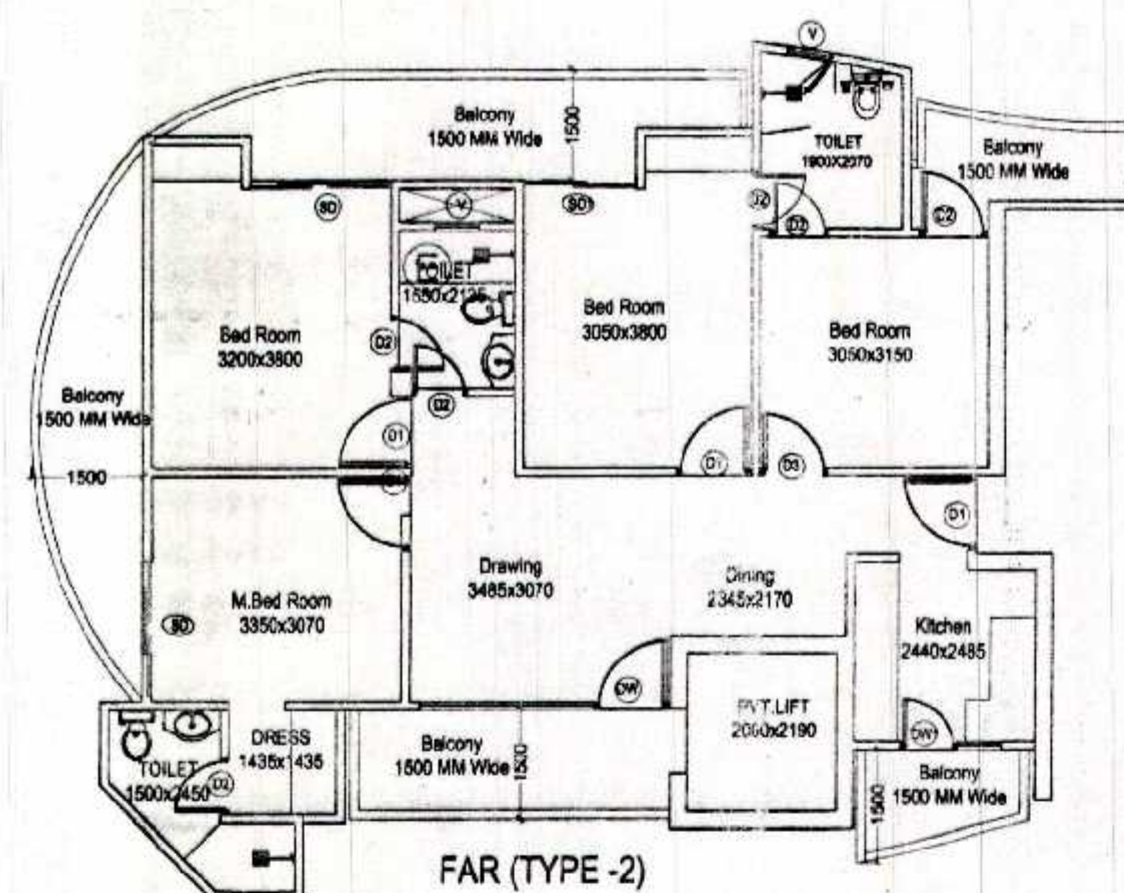 V
Balcony
1500 MM Wide
1500
TOILET
1900X2070
Balcony
1500 MM Wide
SD
V
SD1
D2
D2
D2
TOILET
Bed Room
3200x3800
Bed Room
3050x3800
Bed Room
3050x3150
D2
D2
Balcony
1500 MM Wide
D1
D1
D3
1500
D1
Drawing
3485x3070
Dining
2345x2170
M.Bed Room
3350x3070
SD
Kitchen
2440x2485
DW
PVT.LIFT
DW1
DRESS
1435x1435
Balcony
1500 MM Wide
1500
TOILET
1500x2450
D2
Balcony
1500 MM Wide
1500
FAR (TYPE -2)